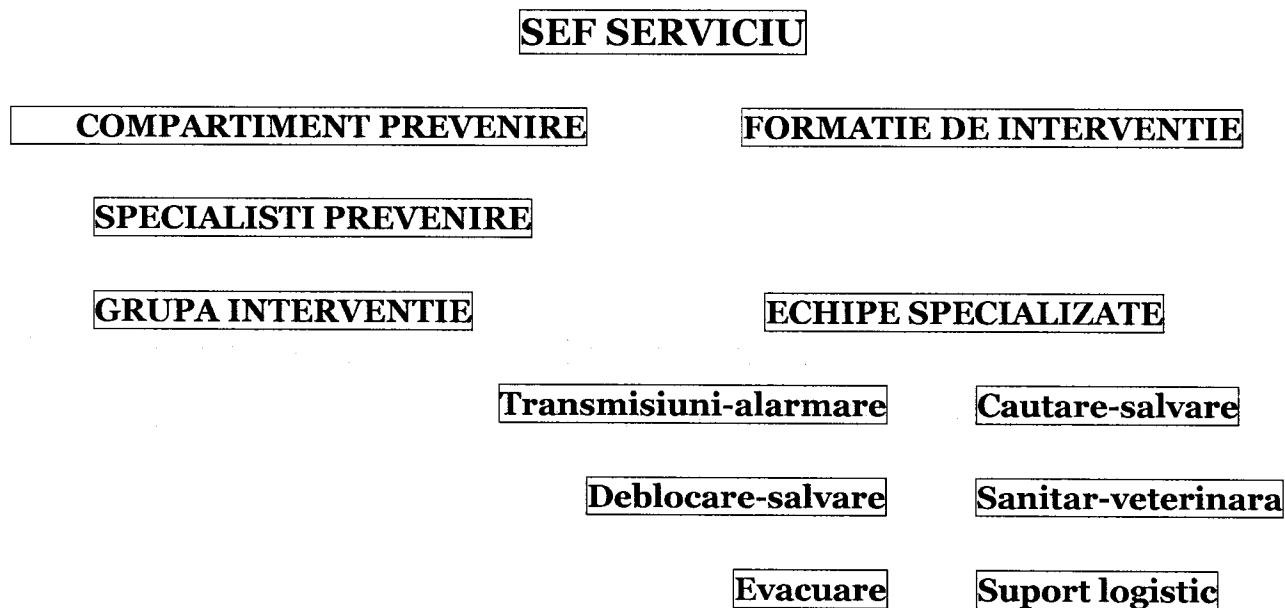 SEF SERVICIU
COMPARTIMENT PREVENIRE FORMATIE DE INTERVENTIE
SPECIALISTI PREVENIRE
GRUPA INTERVENTIE ECHIPE SPECIALIZATE
Transmisiuni-alarmare Cautare-salvare
Deblocare-salvare Sanitar-veterinara
Evacuare Suport logistic